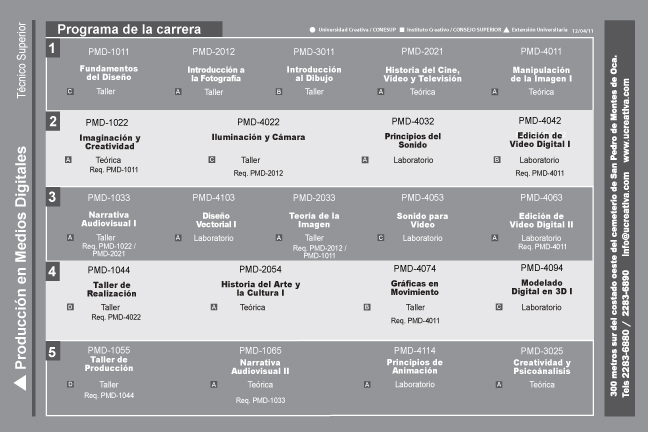 Programa de la carrera
Universidad Creativa / CONESUP Instituto Creativo / CONSEJO SUPERIOR Extensión Universitaria 12/04/11
Técnico Superior
Producción en Medios Digitales
1
PMD-1011 PMD-2012 PMD-3011 PMD-2021 PMD-4011
Fundamentos Introducción a Introducción Historia del Cine, Manipulación
del Diseño la Fotografía al Dibujo Video y Televisión de la Imagen I
C Taller A Taller B Taller A Teórica A Teórica
2
PMD-1022 PMD-4022 PMD-4032 PMD-4042
Imaginación y Iluminación y Cámara Principios del Edición de
Creatividad Sonido Video Digital I
A Teórica C Taller A Laboratorio B Laboratorio
Req. PMD-1011 Req. PMD-2012 Req. PMD-4011
3
PMD-1033 PMD-4103 PMD-2033 PMD-4053 PMD-4063
Narrativa Diseño Teoría de la Sonido para Edición de
Audiovisual I Vectorial I Imagen Video Video Digital II
A Taller A Laboratorio A Taller C Laboratorio A Laboratorio
Req. PMD-1022 / Req. PMD-2012 / Req. PMD-4011
PMD-2021 PMD-1011
4
PMD-1044 PMD-2054 PMD-4074 PMD-4094
Taller de Historia del Arte y Gráficas en Modelado
Realización la Cultura I Movimiento Digital en 3D I
D Taller A Teórica B Taller C Laboratorio
Req. PMD-4022 Req. PMD-4011
5
PMD-1055 PMD-1065 PMD-4114 PMD-3025
Taller de Narrativa Principios de Creatividad y
Producción Audiovisual II Animación Psicoánalisis
D Taller A Teórica A Laboratorio A Teórica
Req. PMD-1044 Req. PMD-1033
300 metros sur del costado oeste del cementerio de San Pedro de Montes de Oca.
Tels 2283-6880 / 2283-6890 info@ucreativa.com www.ucreativa.com